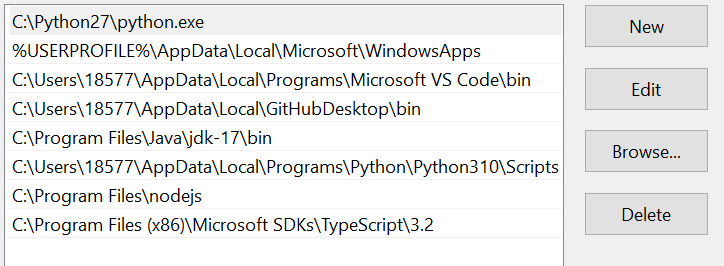 C:\Python27\python.exe
%USERPROFILE%\AppData\Local\Microsoft\WindowsApps
C:\Users\18577\AppData\Local\Programs\Microsoft VS Code\bin
C:\Users\18577\AppData\Local\GitHubDesktop\bin
C:\Program Files\Java\jdk-17\bin
C:\Users\18577\AppData\Local\Programs\Python\Python310\Scripts
C:\Program Files\nodejs
C:\Program Files (x86)\Microsoft SDKs\TypeScript\3.2
New
Edit
Browse...
Delete